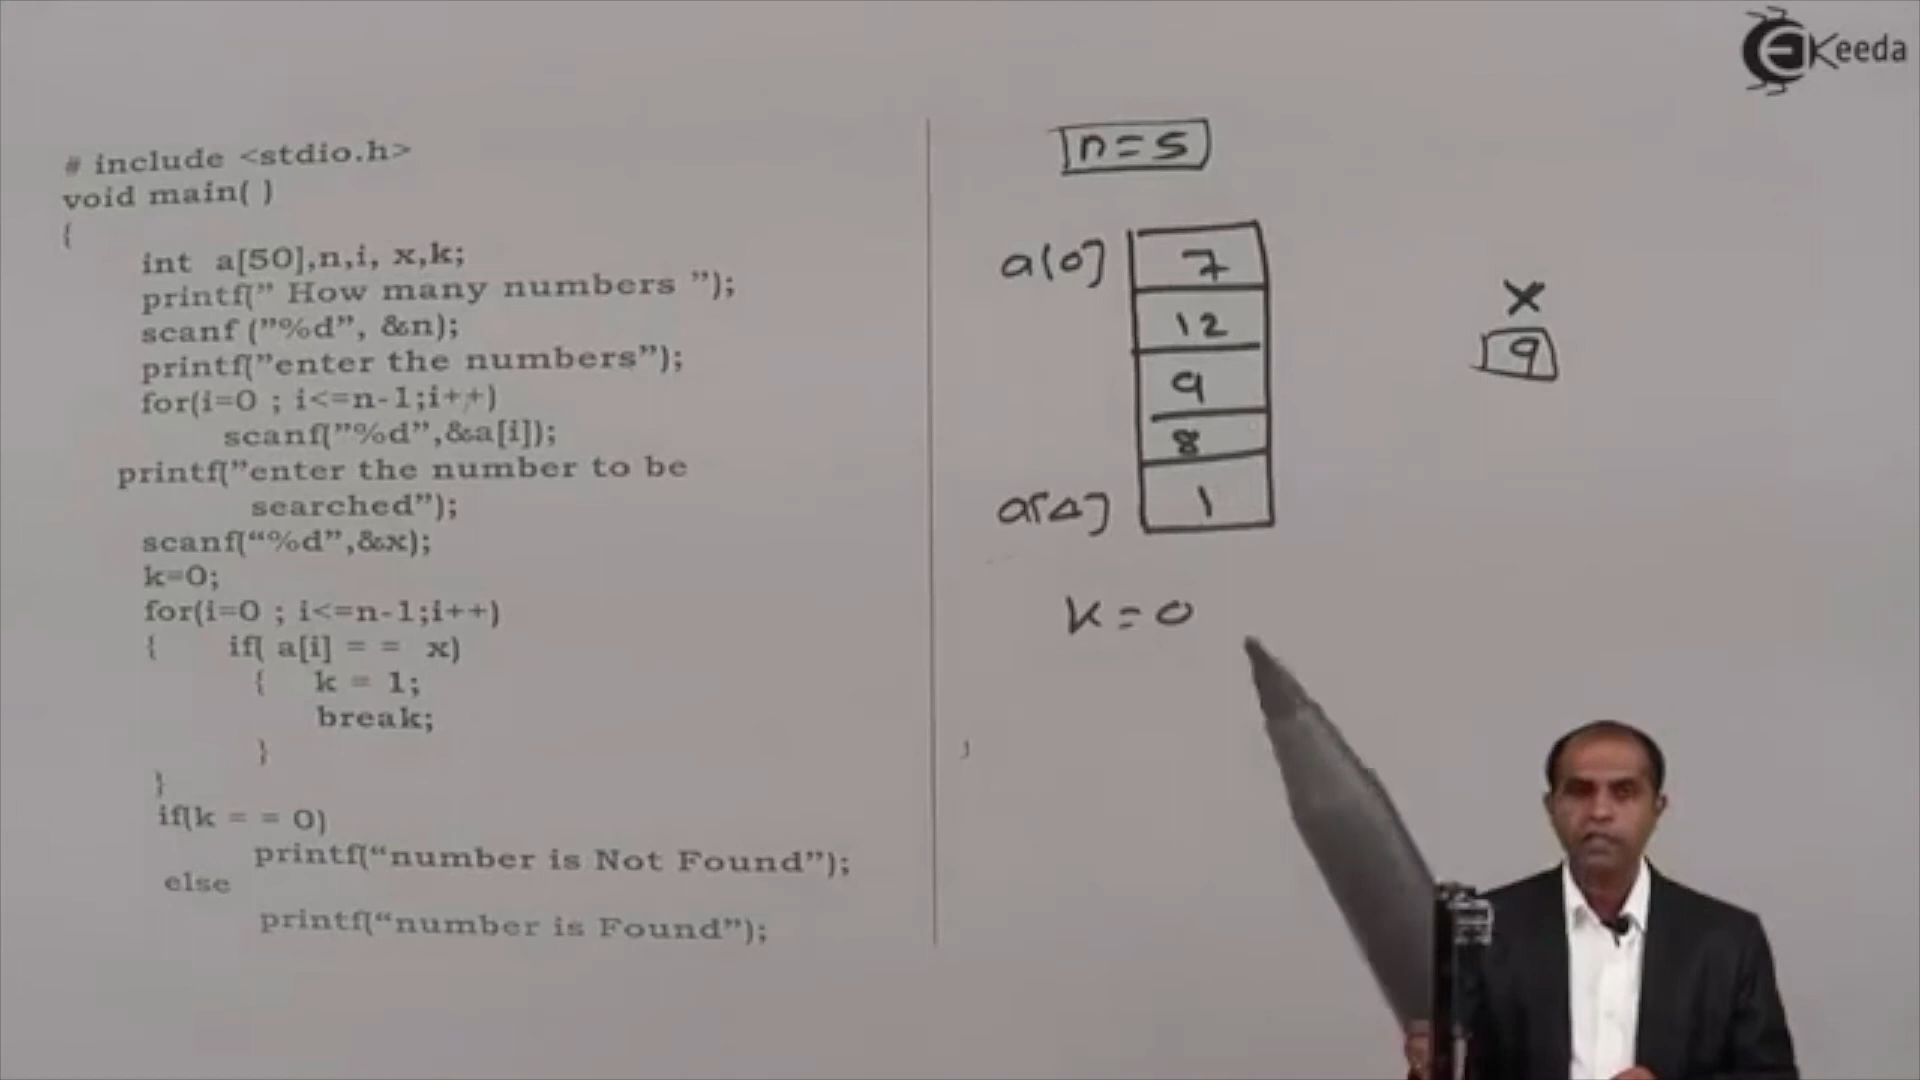 # include <stdio.h>
void main( )
{
int a[50],n,i, x,k;
printf(” How many numbers ”);
scanf (”%d”, &n);
printf(”enter the numbers”);
for(i=0 ; i<=n-1;i++)
scanf(”%d”,&a[i]);
printf(”enter the number to be
searched”);
scanf(“%d”,&x);
k=0;
for(i=0 ; i<=n-1;i++)
{ if( a[i] = = x)
{ k = 1;
break;
}
}
if(k = = 0)
printf(“number is Not Found”);
else
printf(“number is Found”);
}
n=5
a[0] 7
12
9
8
a[4] 1
k=0
x
9
EKeeda